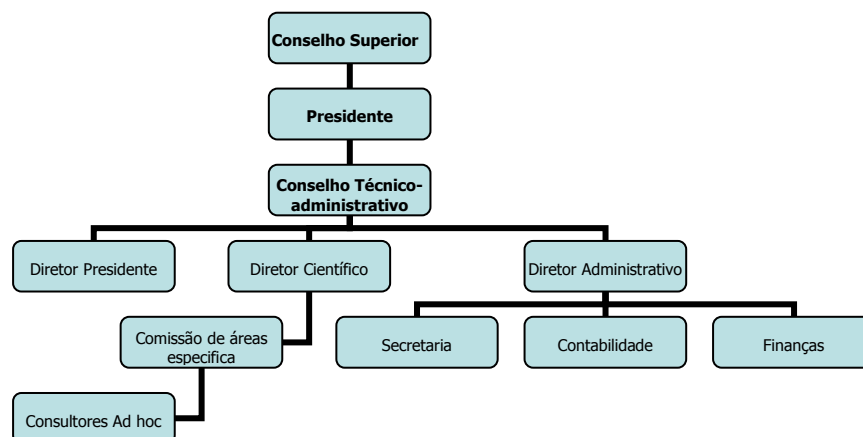 Conselho Superior
Presidente
Conselho Técnico-
administrativo
Diretor Presidente
Diretor Científico
Diretor Administrativo
Comissão de áreas
especifica
Secretaria
Contabilidade
Finanças
Consultores Ad hoc